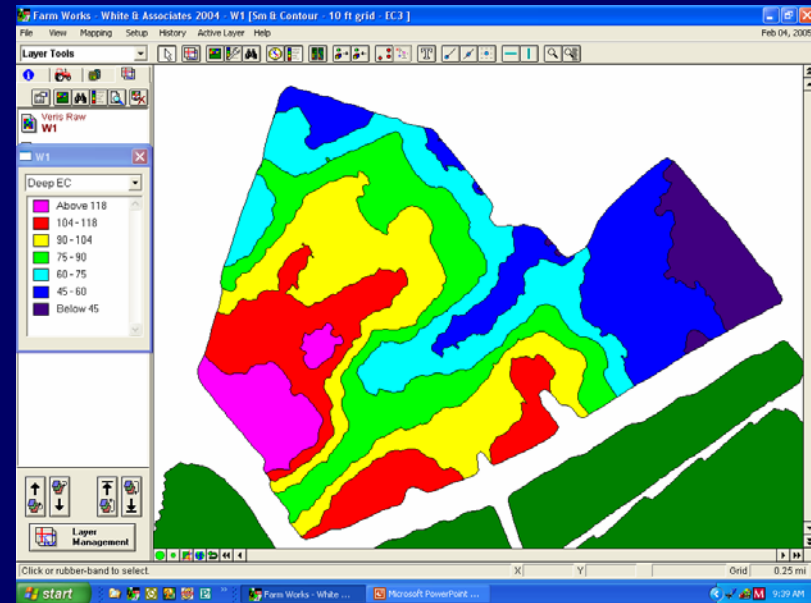 Farm Works - White & Associates 2004 - W1 [Sm & Contour - 10 ft grid - EC3 ]
File View Mapping Setup History Active Layer Help
Feb 04, 2005
Layer Tools
Veris Raw
W1
W1
Deep EC
Above 118
104 - 118
90 - 104
75 - 90
60 - 75
45 - 60
Below 45
Layer
Management
Click or rubber-band to select.
X
Y
Grid
0.25 mi
start
Farm Works - White ...
Microsoft PowerPoint ...
9:39 AM